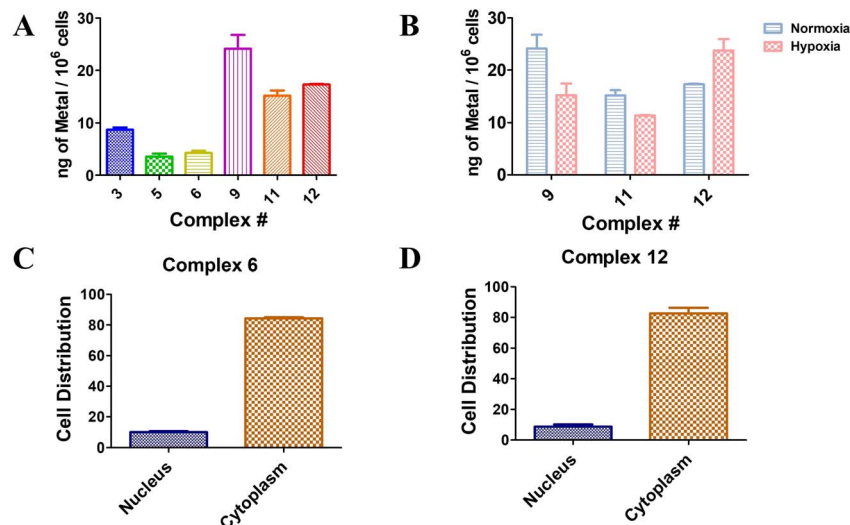 A
ng of Metal / 10⁶ cells
30
20
10
0
3
5
6
9
11
12
Complex #
B
ng of Metal / 10⁶ cells
30
20
10
0
9
11
12
Complex #
Normoxia
Hypoxia
C
Complex 6
Cell Distribution
100
80
60
40
20
0
Nucleus
Cytoplasm
D
Complex 12
Cell Distribution
100
80
60
40
20
0
Nucleus
Cytoplasm